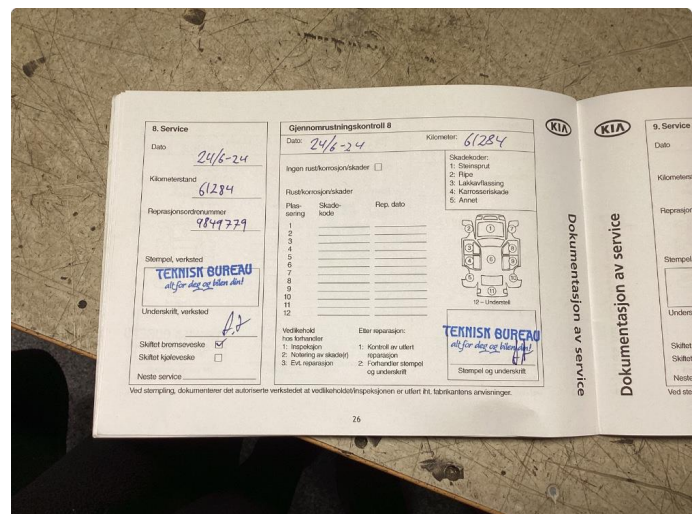 8. Service
Dato
24/6-24
Kilometerstand
61284
Reprasjonsordrenummer
9849779
Stempel, verksted
TEKNISK BUREAU
alt for deg og bilen din!
Underskrift, verksted
Skiftet bremsevæske
Skiftet kjølevæske
Neste service
Gjennomrustningskontroll 8
Dato: 24/6-24
Kilometer: 61284
Ingen rust/korrosjon/skader
Rust/korrosjon/skader
Plas-
sering
Skade-
kode
Rep. dato
1
2
3
4
5
6
7
8
9
10
11
12
Skadekoder:
1: Steinsprut
2: Ripe
3: Lakkavflassing
4: Karosseriskade
5: Annet
12 – Understell
Vedlikehold
hos forhandler
1: Inspeksjon
2: Notering av skade(r)
3: Evt. reparasjon
Etter reparasjon:
1: Kontroll av utført
reparasjon
2: Forhandler stempel
og underskrift
TEKNISK BUREAU
alt for deg og bilen din!
Stempel og underskrift
Ved stempling, dokumenterer det autoriserte verkstedet at vedlikeholdet/inspeksjonen er utført iht. fabrikantens anvisninger.
26
KIA
Dokumentasjon av service
KIA
Dokumentasjon av service
9. Service
Dato
Kilometers
Stempel
Skiftet
Neste
Ved